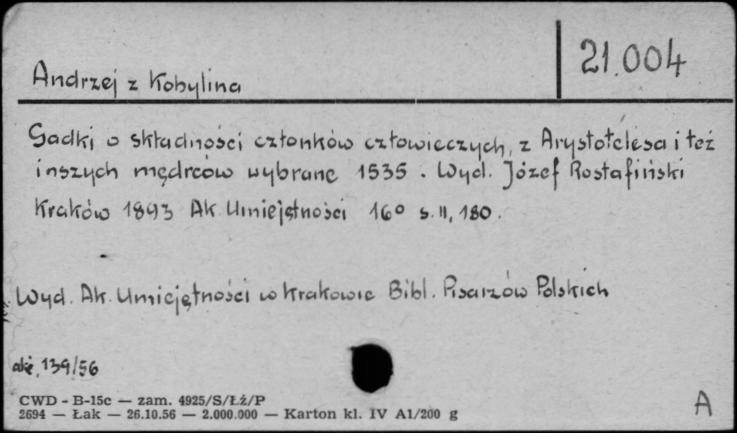 21.004
Andrzej z Kobylina
Gadki o składności członków człowieczych, z Arystotelesa i też
inszych mędrców wybrane 1535. Wyd. Józef Rostafiński
Kraków 1893 Ak. Umiejętności 16° s. II, 180.
Wyd. Ak. Umiejętności w Krakowie Bibl. Pisarzów Polskich
akc. 139/56
CWD - B-15c — zam. 4925/S/Łź/P
2694 — Łak — 26.10.56 — 2.000.000 — Karton kl. IV A1/200 g
A